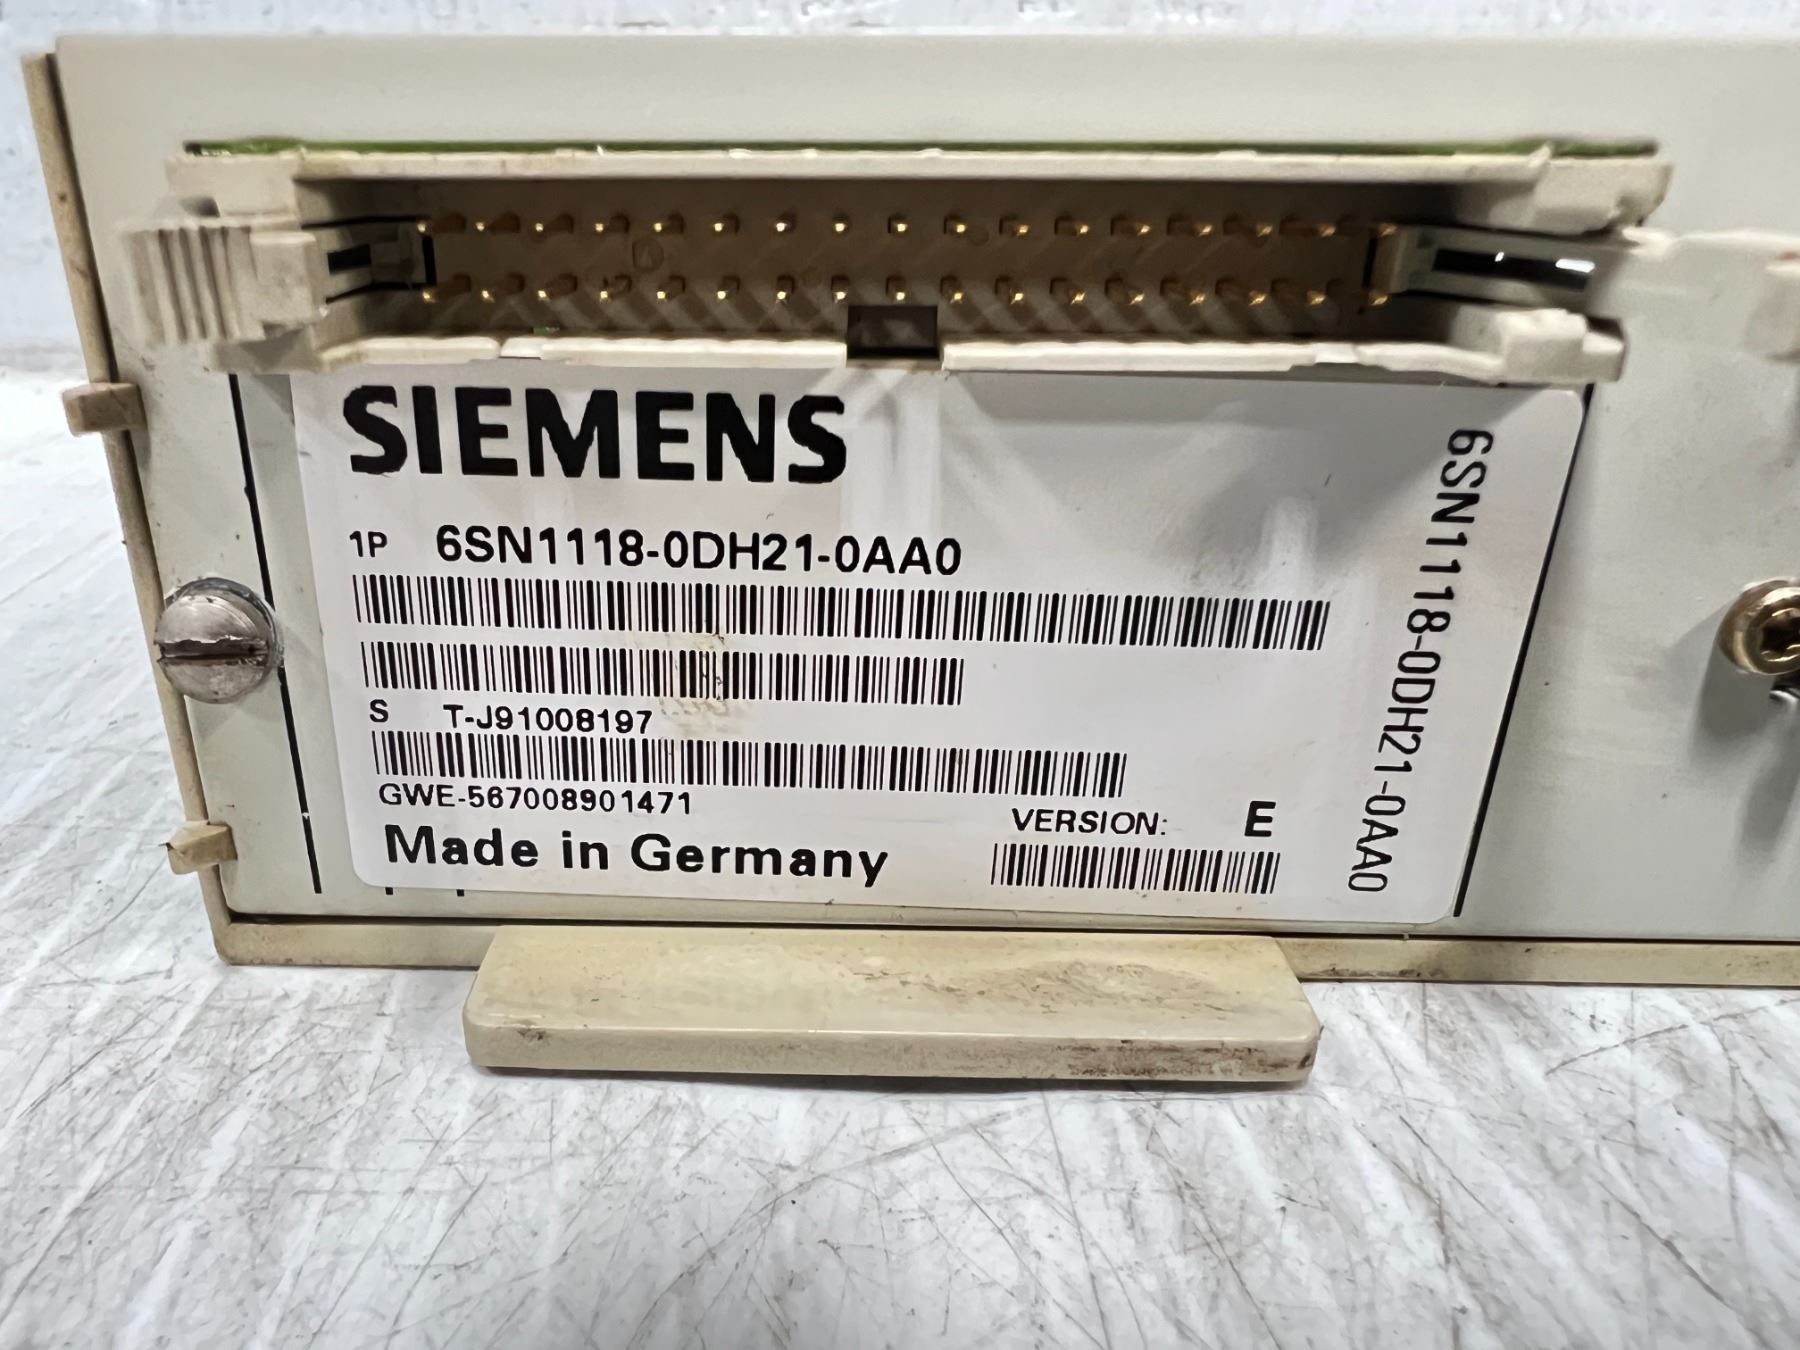 SIEMENS
1P 6SN1118-0DH21-0AA0
S T-J91008197
GWE-567008901471
VERSION: E
Made in Germany
6SN1118-0DH21-0AA0